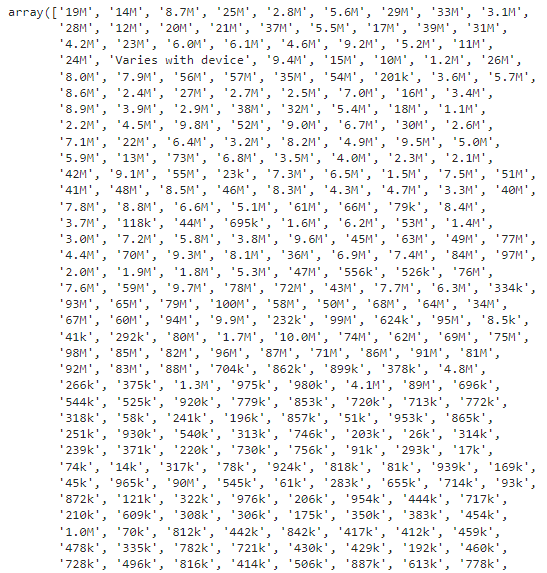 array(['19M', '14M', '8.7M', '25M', '2.8M', '5.6M', '29M', '33M', '3.1M',
'28M', '12M', '20M', '21M', '37M', '5.5M', '17M', '39M', '31M',
'4.2M', '23M', '6.0M', '6.1M', '4.6M', '9.2M', '5.2M', '11M',
'24M', 'Varies with device', '9.4M', '15M', '10M', '1.2M', '26M',
'8.0M', '7.9M', '56M', '57M', '35M', '54M', '201k', '3.6M', '5.7M',
'8.6M', '2.4M', '27M', '2.7M', '2.5M', '7.0M', '16M', '3.4M',
'8.9M', '3.9M', '2.9M', '38M', '32M', '5.4M', '18M', '1.1M',
'2.2M', '4.5M', '9.8M', '52M', '9.0M', '6.7M', '30M', '2.6M',
'7.1M', '22M', '6.4M', '3.2M', '8.2M', '4.9M', '9.5M', '5.0M',
'5.9M', '13M', '73M', '6.8M', '3.5M', '4.0M', '2.3M', '2.1M',
'42M', '9.1M', '55M', '23k', '7.3M', '6.5M', '1.5M', '7.5M', '51M',
'41M', '48M', '8.5M', '46M', '8.3M', '4.3M', '4.7M', '3.3M', '40M',
'7.8M', '8.8M', '6.6M', '5.1M', '61M', '66M', '79k', '8.4M',
'3.7M', '118k', '44M', '695k', '1.6M', '6.2M', '53M', '1.4M',
'3.0M', '7.2M', '5.8M', '3.8M', '9.6M', '45M', '63M', '49M', '77M',
'4.4M', '70M', '9.3M', '8.1M', '36M', '6.9M', '7.4M', '84M', '97M',
'2.0M', '1.9M', '1.8M', '5.3M', '47M', '556k', '526k', '76M',
'7.6M', '59M', '9.7M', '78M', '72M', '43M', '7.7M', '6.3M', '334k',
'93M', '65M', '79M', '100M', '58M', '50M', '68M', '64M', '34M',
'67M', '60M', '94M', '9.9M', '232k', '99M', '624k', '95M', '8.5k',
'41k', '292k', '80M', '1.7M', '10.0M', '74M', '62M', '69M', '75M',
'98M', '85M', '82M', '96M', '87M', '71M', '86M', '91M', '81M',
'92M', '83M', '88M', '704k', '862k', '899k', '378k', '4.8M',
'266k', '375k', '1.3M', '975k', '980k', '4.1M', '89M', '696k',
'544k', '525k', '920k', '779k', '853k', '720k', '713k', '772k',
'318k', '58k', '241k', '196k', '857k', '51k', '953k', '865k',
'251k', '930k', '540k', '313k', '746k', '203k', '26k', '314k',
'239k', '371k', '220k', '730k', '756k', '91k', '293k', '17k',
'74k', '14k', '317k', '78k', '924k', '818k', '81k', '939k', '169k',
'45k', '965k', '90M', '545k', '61k', '283k', '655k', '714k', '93k',
'872k', '121k', '322k', '976k', '206k', '954k', '444k', '717k',
'210k', '609k', '308k', '306k', '175k', '350k', '383k', '454k',
'1.0M', '70k', '812k', '442k', '842k', '417k', '412k', '459k',
'478k', '335k', '782k', '721k', '430k', '429k', '192k', '460k',
'728k', '496k', '816k', '414k', '506k', '887k', '613k', '778k',